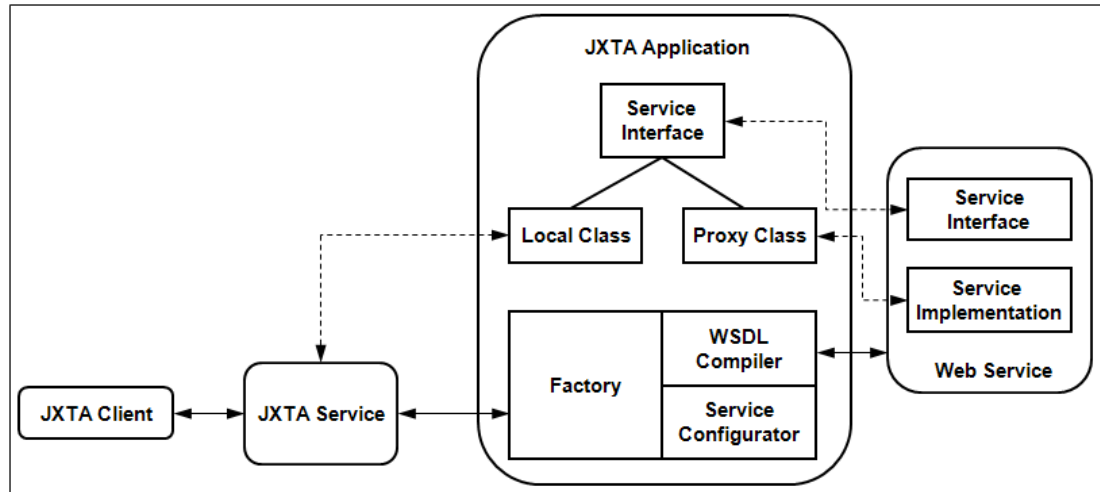 JXTA Application
Service
Interface
Local Class
Proxy Class
Service
Interface
Service
Implementation
Web Service
Factory
WSDL
Compiler
Service
Configurator
JXTA Client
JXTA Service